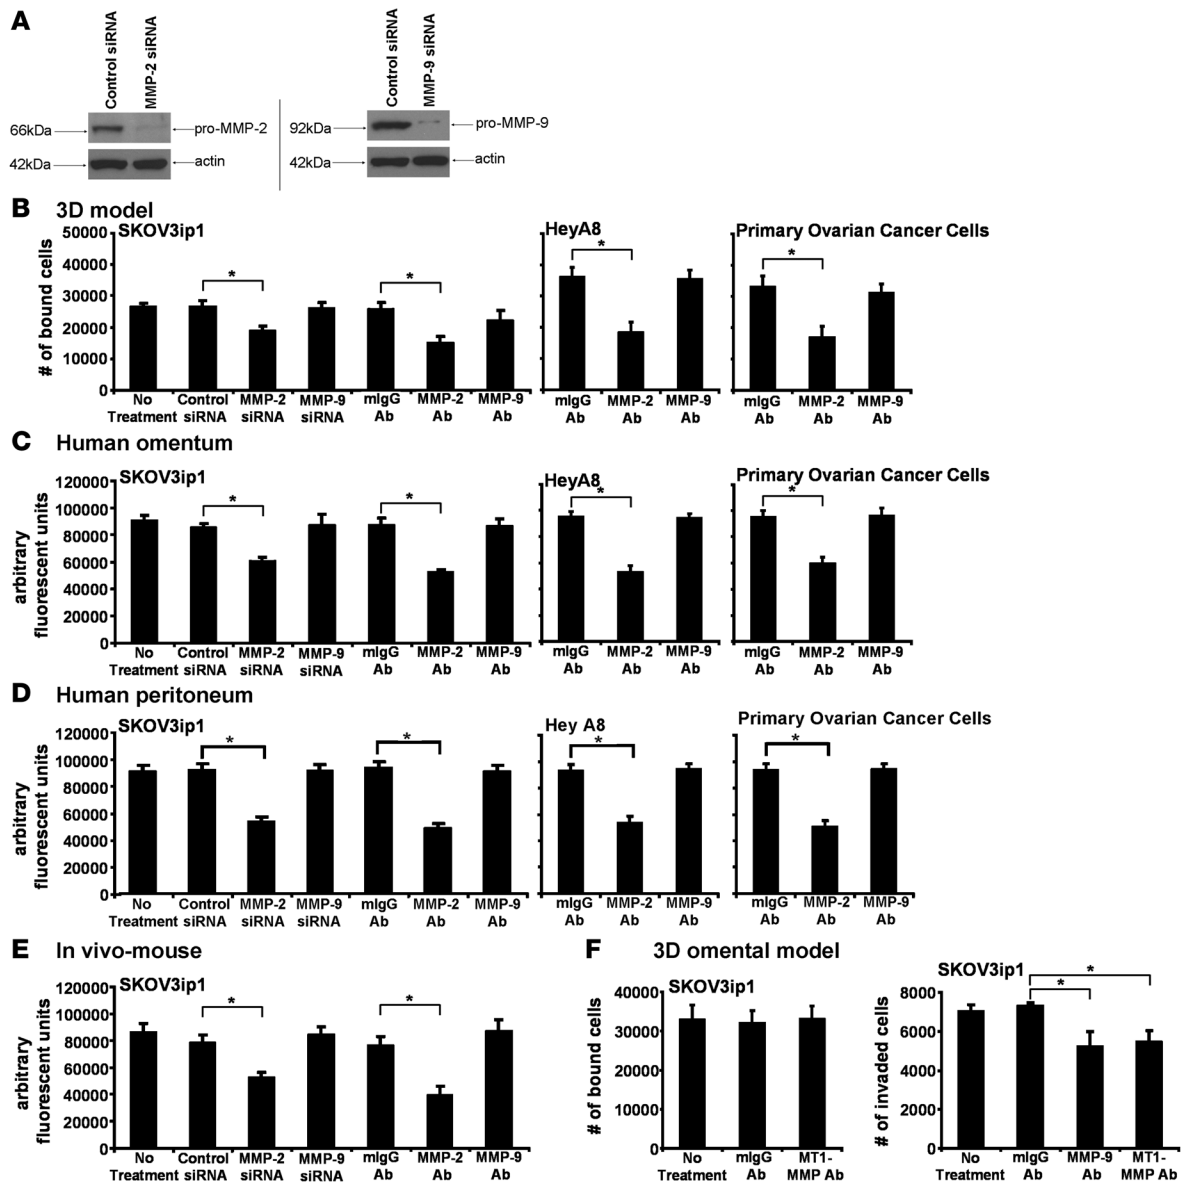 A
Control siRNA
MMP-2 siRNA
66kDa
pro-MMP-2
42kDa
actin
Control siRNA
MMP-9 siRNA
92kDa
pro-MMP-9
42kDa
actin
B 3D model
SKOV3ip1
HeyA8
Primary Ovarian Cancer Cells
# of bound cells
50000
40000
30000
20000
10000
0
* * * *
No Control MMP-2 MMP-9 mIgG MMP-2 MMP-9
Treatment siRNA siRNA siRNA Ab Ab Ab
mIgG MMP-2 MMP-9
Ab Ab Ab
mIgG MMP-2 MMP-9
Ab Ab Ab
C Human omentum
SKOV3ip1
HeyA8
Primary Ovarian Cancer Cells
arbitrary
fluorescent units
120000
100000
80000
60000
40000
20000
0
* * * *
No Control MMP-2 MMP-9 mIgG MMP-2 MMP-9
Treatment siRNA siRNA siRNA Ab Ab Ab
mIgG MMP-2 MMP-9
Ab Ab Ab
mIgG MMP-2 MMP-9
Ab Ab Ab
D Human peritoneum
SKOV3ip1
Hey A8
Primary Ovarian Cancer Cells
arbitrary
fluorescent units
120000
100000
80000
60000
40000
20000
0
* * * *
No Control MMP-2 MMP-9 mIgG MMP-2 MMP-9
Treatment siRNA siRNA siRNA Ab Ab Ab
mIgG MMP-2 MMP-9
Ab Ab Ab
mIgG MMP-2 MMP-9
Ab Ab Ab
E In vivo-mouse
SKOV3ip1
arbitrary
fluorescent units
120000
100000
80000
60000
40000
20000
0
* *
No Control MMP-2 MMP-9 mIgG MMP-2 MMP-9
Treatment siRNA siRNA siRNA Ab Ab Ab
F 3D omental model
SKOV3ip1
# of bound cells
40000
30000
20000
10000
0
No mIgG MT1-
Treatment Ab MMP Ab
SKOV3ip1
# of invaded cells
8000
6000
4000
2000
0
* *
No mIgG MMP-9 MT1-
Treatment Ab Ab MMP Ab